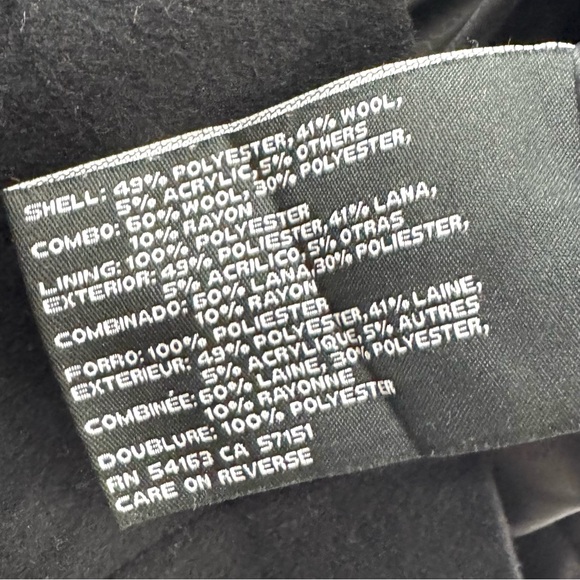 SHELL: 49% POLYESTER, 41% WOOL,
5% ACRYLIC, 5% OTHERS
COMBO: 60% WOOL, 30% POLYESTER,
10% RAYON
LINING: 100% POLYESTER
EXTERIOR: 49% POLIESTER, 41% LANA,
5% ACRILICO, 5% OTRAS
COMBINADO: 60% LANA, 30% POLIESTER,
10% RAYON
FORRO: 100% POLIESTER
EXTERIEUR: 49% POLYESTER, 41% LAINE,
5% ACRYLIQUE, 5% AUTRES
COMBINÉE: 60% LAINE, 30% POLYESTER,
10% RAYONNE
DOUBLURE: 100% POLYESTER
RN 54163 CA 57151
CARE ON REVERSE